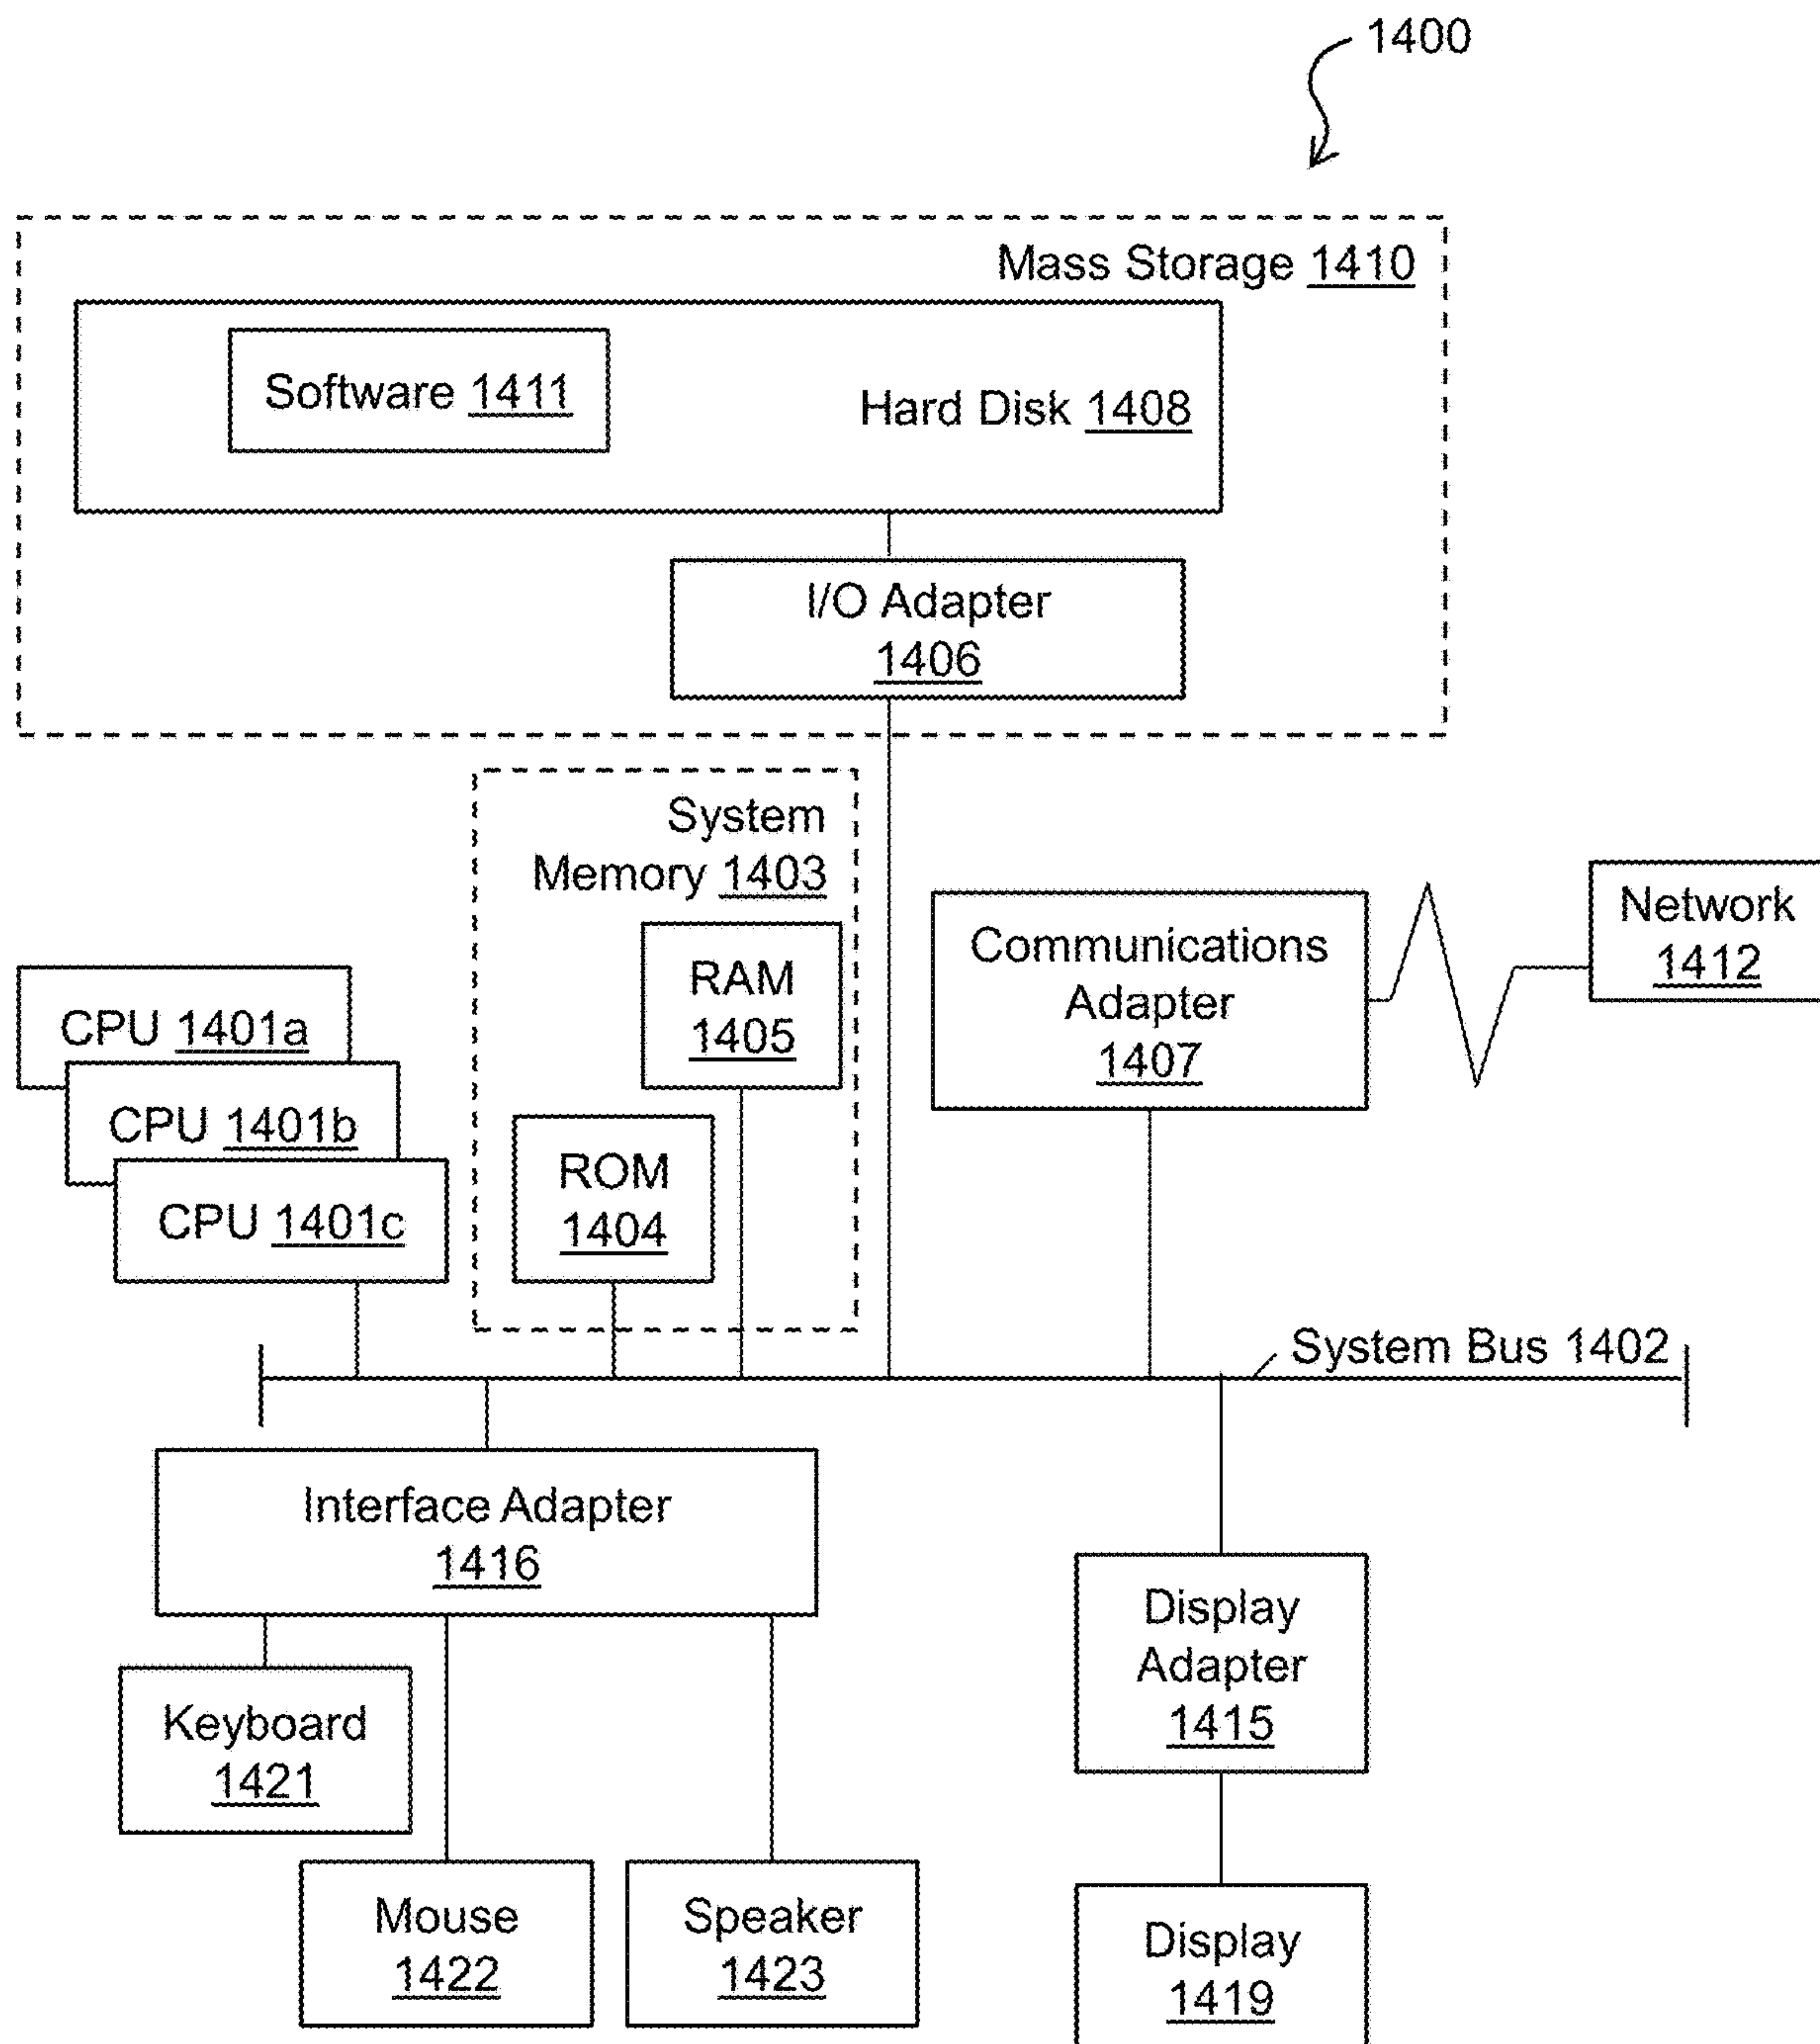 1400
Mass Storage 1410
Software 1411
Hard Disk 1408
I/O Adapter
1406
System
Memory 1403
RAM
1405
ROM
1404
CPU 1401a
CPU 1401b
CPU 1401c
Communications
Adapter
1407
Network
1412
System Bus 1402
Interface Adapter
1416
Keyboard
1421
Mouse
1422
Speaker
1423
Display
Adapter
1415
Display
1419